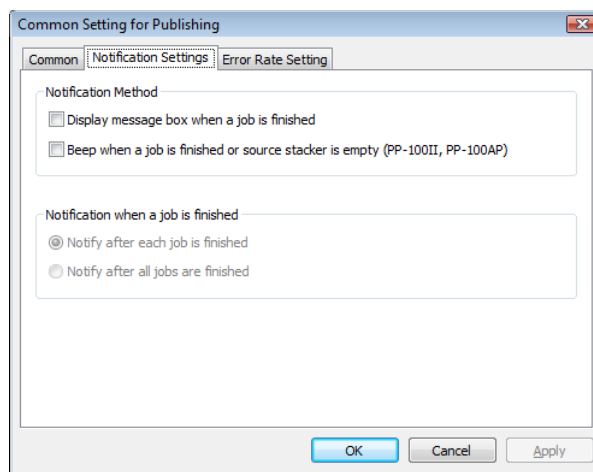 Common Setting for Publishing
Common Notification Settings Error Rate Setting
Notification Method
Display message box when a job is finished
Beep when a job is finished or source stacker is empty (PP-100II, PP-100AP)
Notification when a job is finished
Notify after each job is finished
Notify after all jobs are finished
OK Cancel Apply